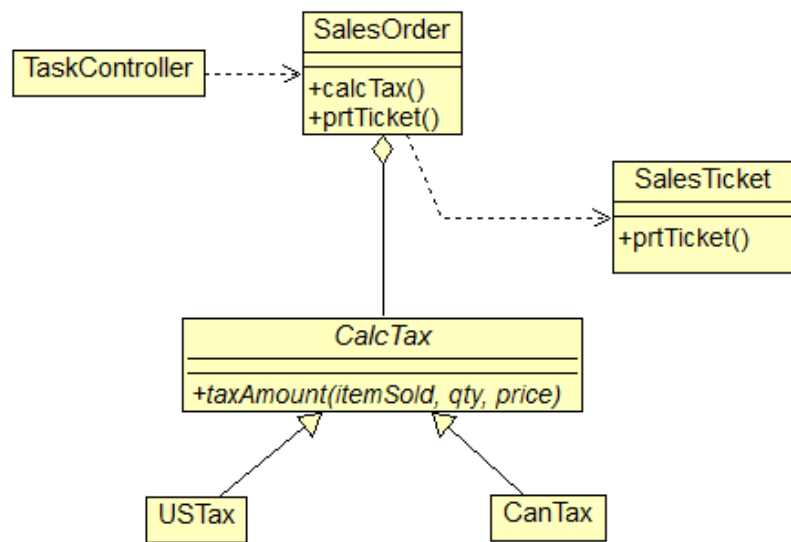 SalesOrder
TaskController
+calcTax()
+prtTicket()
SalesTicket
+prtTicket()
CalcTax
+taxAmount(itemSold, qty, price)
USTax
CanTax